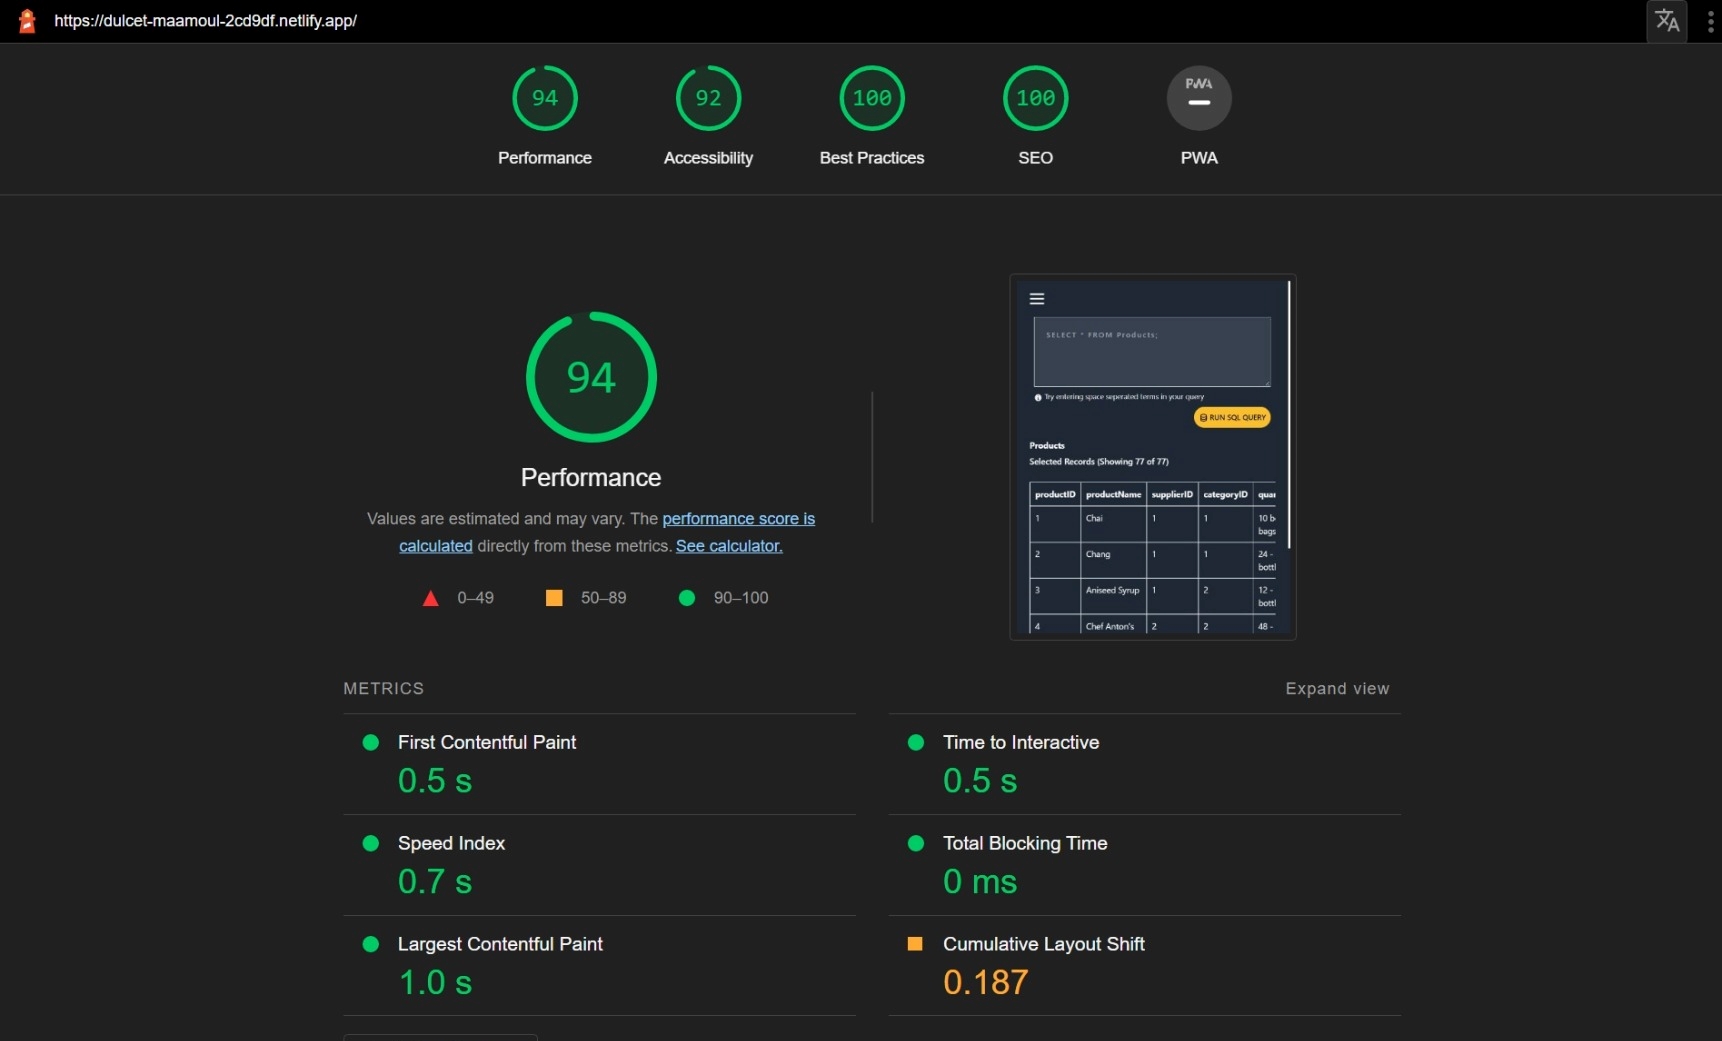 https://dulcet-maamoul-2cd9df.netlify.app/
94
92
100
100
PWA
Performance
Accessibility
Best Practices
SEO
PWA
94
Performance
Values are estimated and may vary. The performance score is
calculated directly from these metrics. See calculator.
0–49
50–89
90–100
SELECT * FROM Products;
Try entering space seperated terms in your query
RUN SQL QUERY
Products
Selected Records (Showing 77 of 77)
productID productName supplierID categoryID quar
1 Chai 1 1 10 b
bags
2 Chang 1 1 24 -
bottl
3 Aniseed Syrup 1 2 12 -
bottl
4 Chef Anton's 2 2 48 -
METRICS
Expand view
First Contentful Paint
0.5 s
Time to Interactive
0.5 s
Speed Index
0.7 s
Total Blocking Time
0 ms
Largest Contentful Paint
1.0 s
Cumulative Layout Shift
0.187